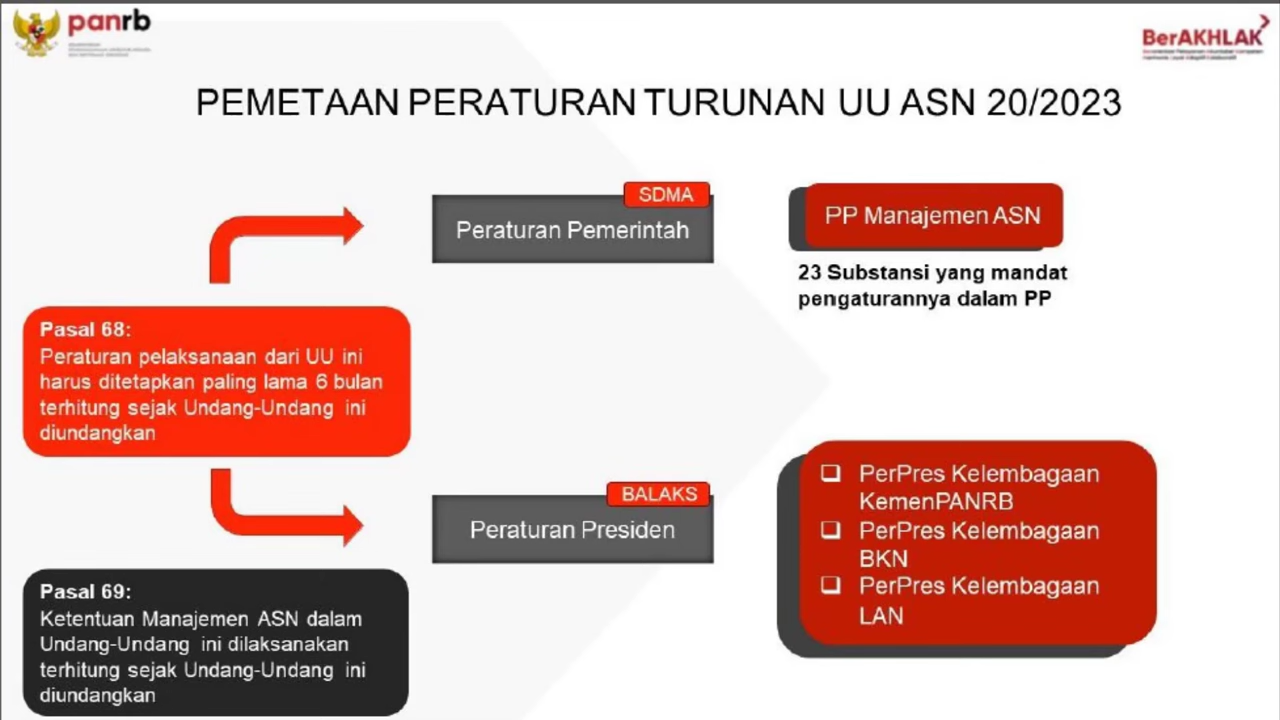 panrb
BerAKHLAK
PEMETAAN PERATURAN TURUNAN UU ASN 20/2023
SDMA
Peraturan Pemerintah
PP Manajemen ASN
23 Substansi yang mandat
pengaturannya dalam PP
Pasal 68:
Peraturan pelaksanaan dari UU ini
harus ditetapkan paling lama 6 bulan
terhitung sejak Undang-Undang ini
diundangkan
BALAKS
Peraturan Presiden
❑ PerPres Kelembagaan
KemenPANRB
❑ PerPres Kelembagaan
BKN
❑ PerPres Kelembagaan
LAN
Pasal 69:
Ketentuan Manajemen ASN dalam
Undang-Undang ini dilaksanakan
terhitung sejak Undang-Undang ini
diundangkan